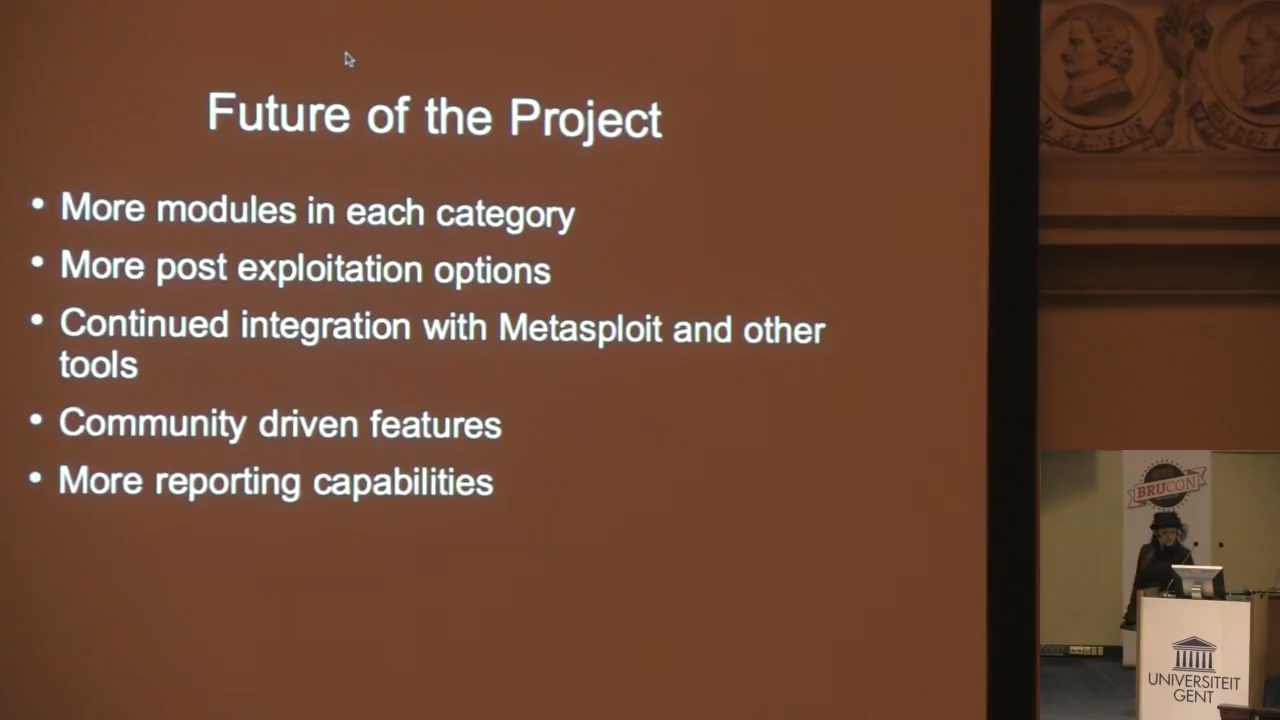 Future of the Project
• More modules in each category
• More post exploitation options
• Continued integration with Metasploit and other
tools
• Community driven features
• More reporting capabilities
BRUCON
UNIVERSITEIT
GENT